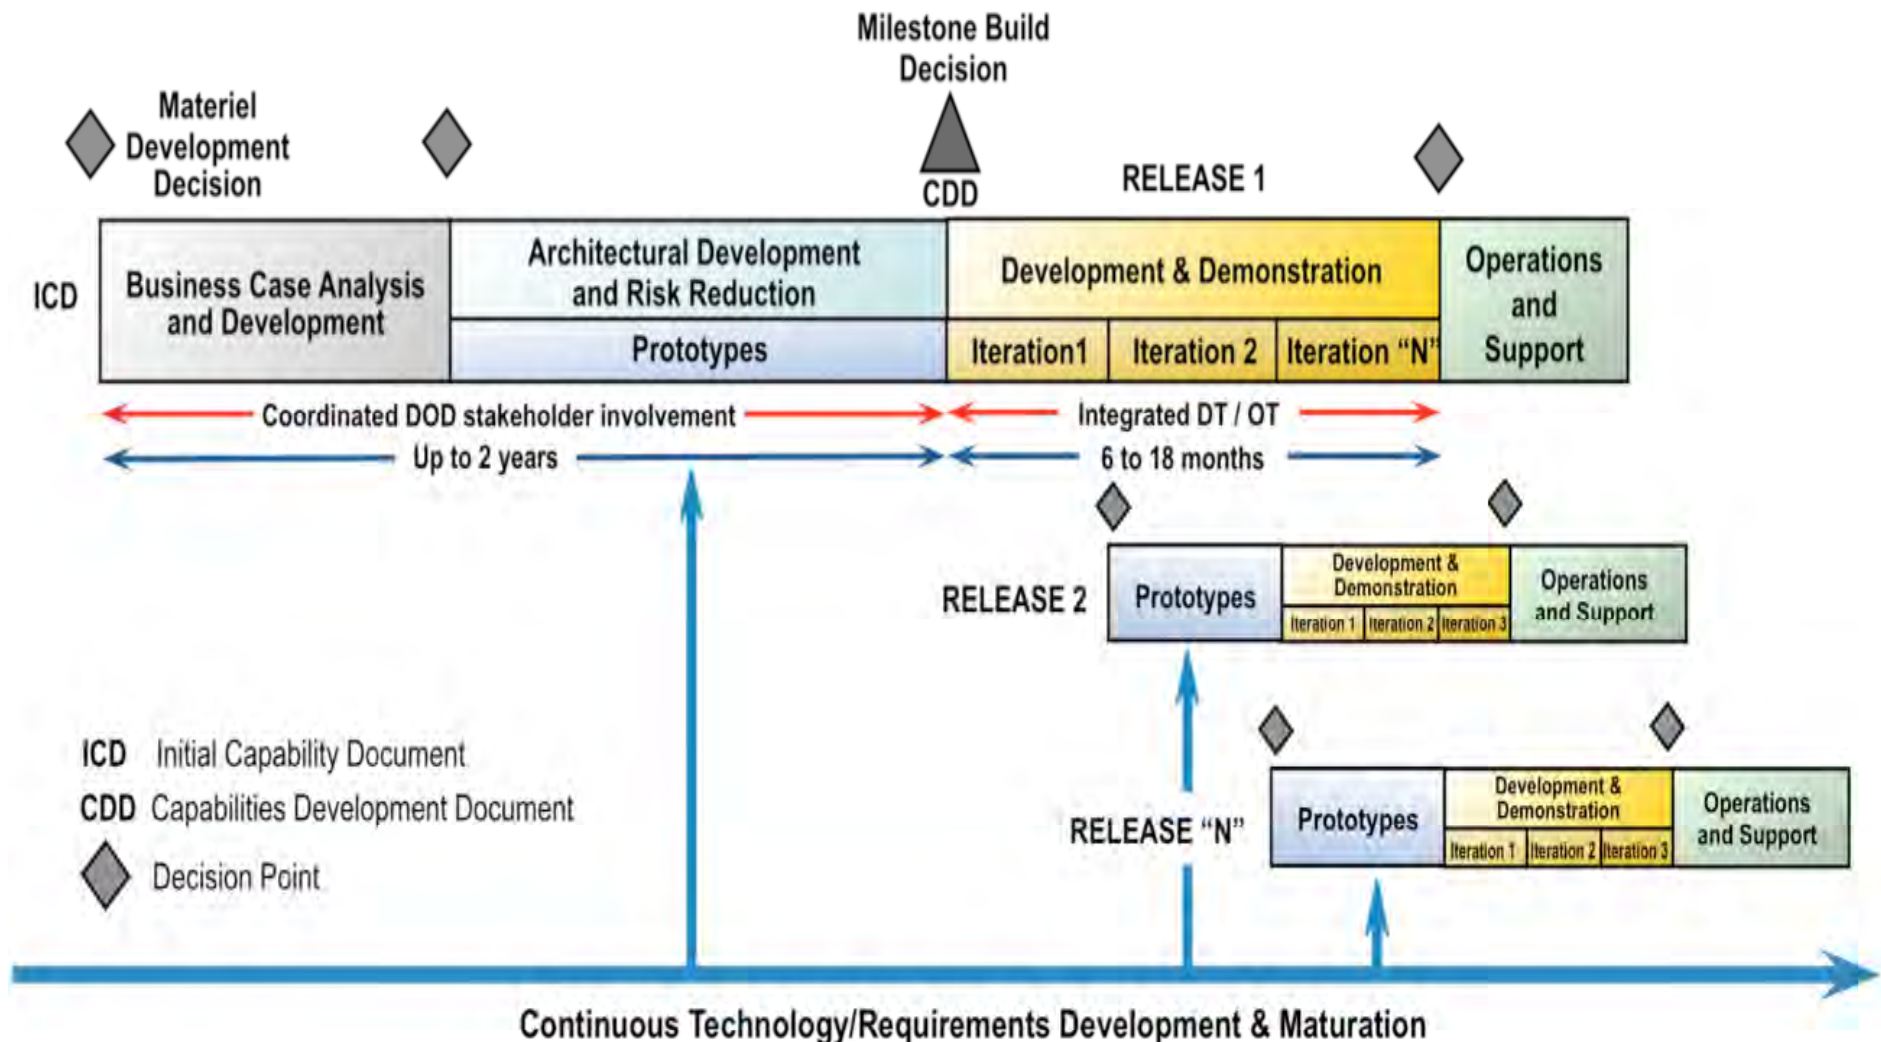 Milestone Build
Decision
Materiel
Development
Decision
CDD
RELEASE 1
ICD
Business Case Analysis
and Development
Architectural Development
and Risk Reduction
Prototypes
Development & Demonstration
Iteration1
Iteration 2
Iteration “N”
Operations
and
Support
Coordinated DOD stakeholder involvement
Integrated DT / OT
Up to 2 years
6 to 18 months
RELEASE 2
Prototypes
Development &
Demonstration
Iteration 1
Iteration 2
Iteration 3
Operations
and Support
RELEASE “N”
Prototypes
Development &
Demonstration
Iteration 1
Iteration 2
Iteration 3
Operations
and Support
ICD Initial Capability Document
CDD Capabilities Development Document
Decision Point
Continuous Technology/Requirements Development & Maturation